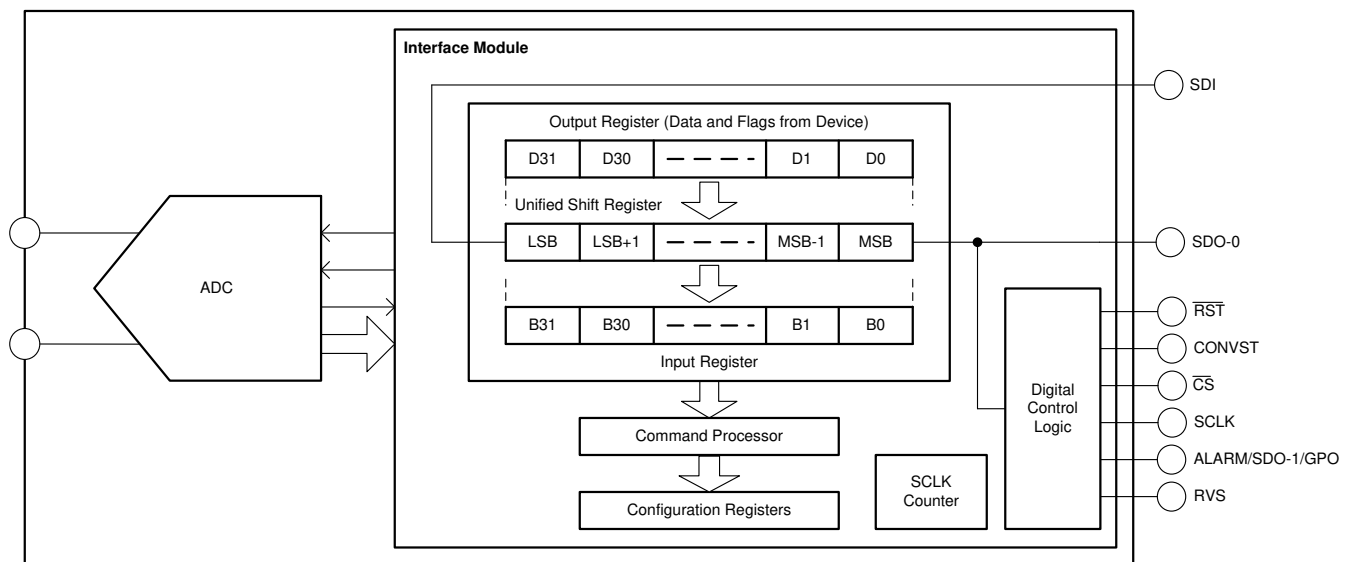 Interface Module
SDI
Output Register (Data and Flags from Device)
D31 D30 D1 D0
Unified Shift Register
LSB LSB+1 MSB-1 MSB
SDO-0
ADC
B31 B30 B1 B0
Input Register
RST
CONVST
CS
SCLK
ALARM/SDO-1/GPO
RVS
Digital
Control
Logic
Command Processor
SCLK
Counter
Configuration Registers